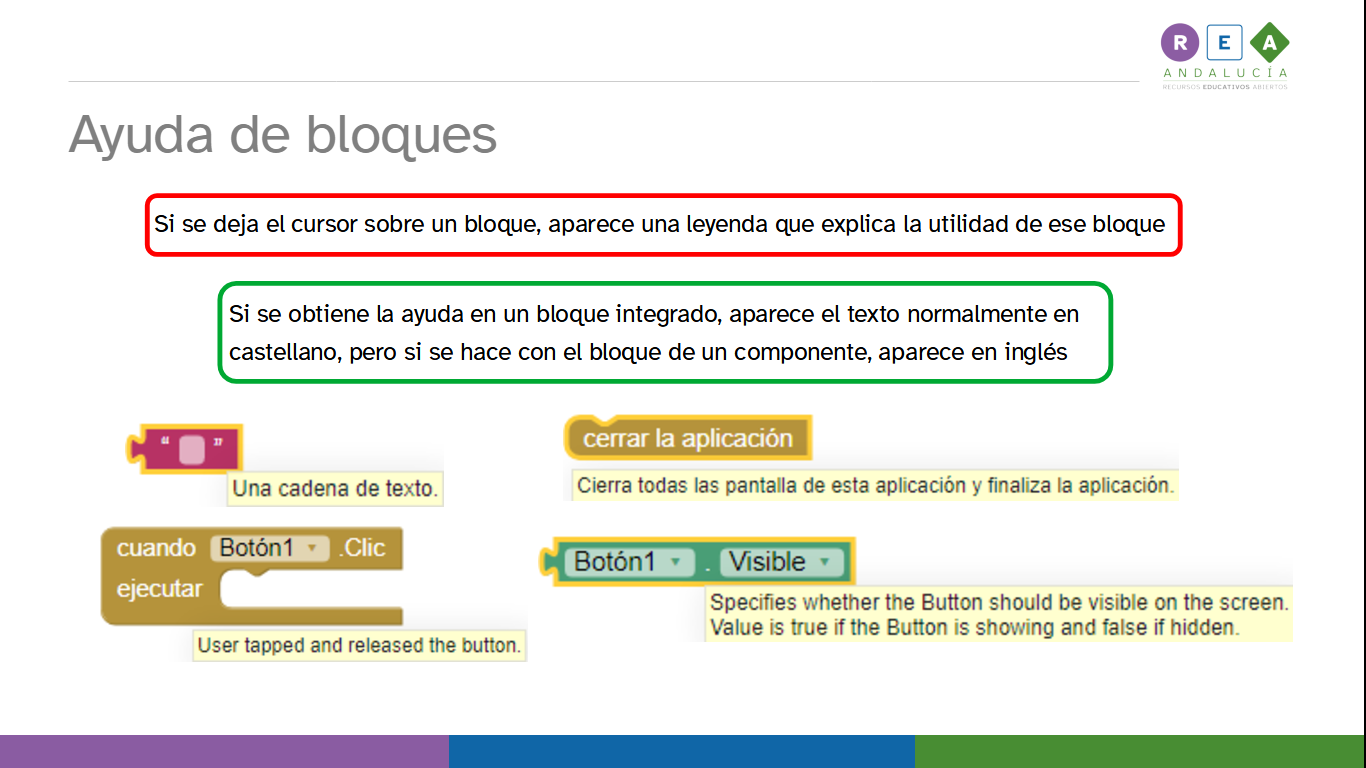 R E A
ANDALUCÍA
RECURSOS EDUCATIVOS ABIERTOS
Ayuda de bloques
Si se deja el cursor sobre un bloque, aparece una leyenda que explica la utilidad de ese bloque
Si se obtiene la ayuda en un bloque integrado, aparece el texto normalmente en
castellano, pero si se hace con el bloque de un componente, aparece en inglés
“ ”
Una cadena de texto.
cerrar la aplicación
Cierra todas las pantalla de esta aplicación y finaliza la aplicación.
cuando Botón1 .Clic
ejecutar
User tapped and released the button.
Botón1 . Visible
Specifies whether the Button should be visible on the screen.
Value is true if the Button is showing and false if hidden.